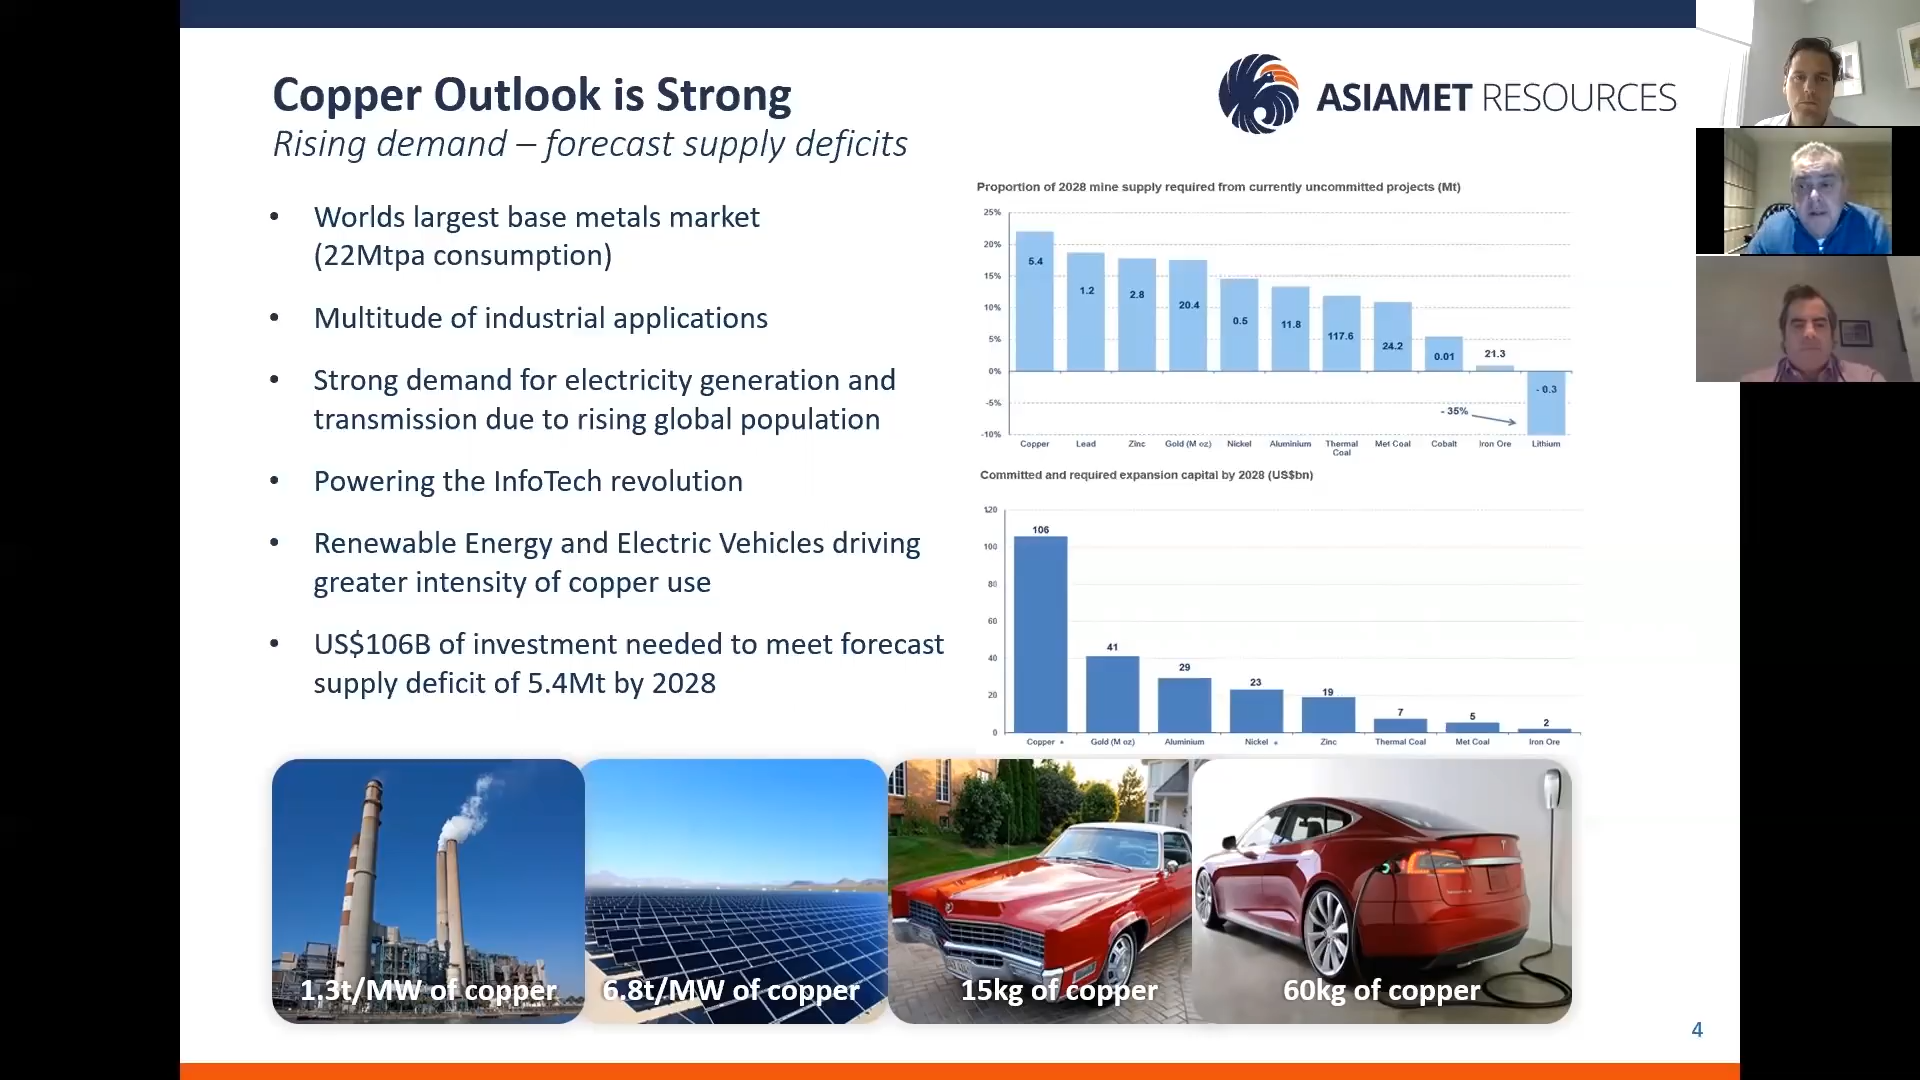 Copper Outlook is Strong
Rising demand – forecast supply deficits
ASIAMET RESOURCES
• Worlds largest base metals market
(22Mtpa consumption)
• Multitude of industrial applications
• Strong demand for electricity generation and
transmission due to rising global population
• Powering the InfoTech revolution
• Renewable Energy and Electric Vehicles driving
greater intensity of copper use
• US$106B of investment needed to meet forecast
supply deficit of 5.4Mt by 2028
Proportion of 2028 mine supply required from currently uncommitted projects (Mt)
25%
20%
15%
10%
5%
0%
-5%
-10%
5.4
1.2
2.8
20.4
0.5
11.8
117.6
24.2
0.01
21.3
- 0.3
- 35%
Copper
Lead
Zinc
Gold (M oz)
Nickel
Aluminium
Thermal
Coal
Met Coal
Cobalt
Iron Ore
Lithium
Committed and required expansion capital by 2028 (US$bn)
120
100
80
60
40
20
0
106
41
29
23
19
7
5
2
Copper
Gold (M oz)
Aluminium
Nickel
Zinc
Thermal Coal
Met Coal
Iron Ore
1.3t/MW of copper
6.8t/MW of copper
15kg of copper
60kg of copper
4